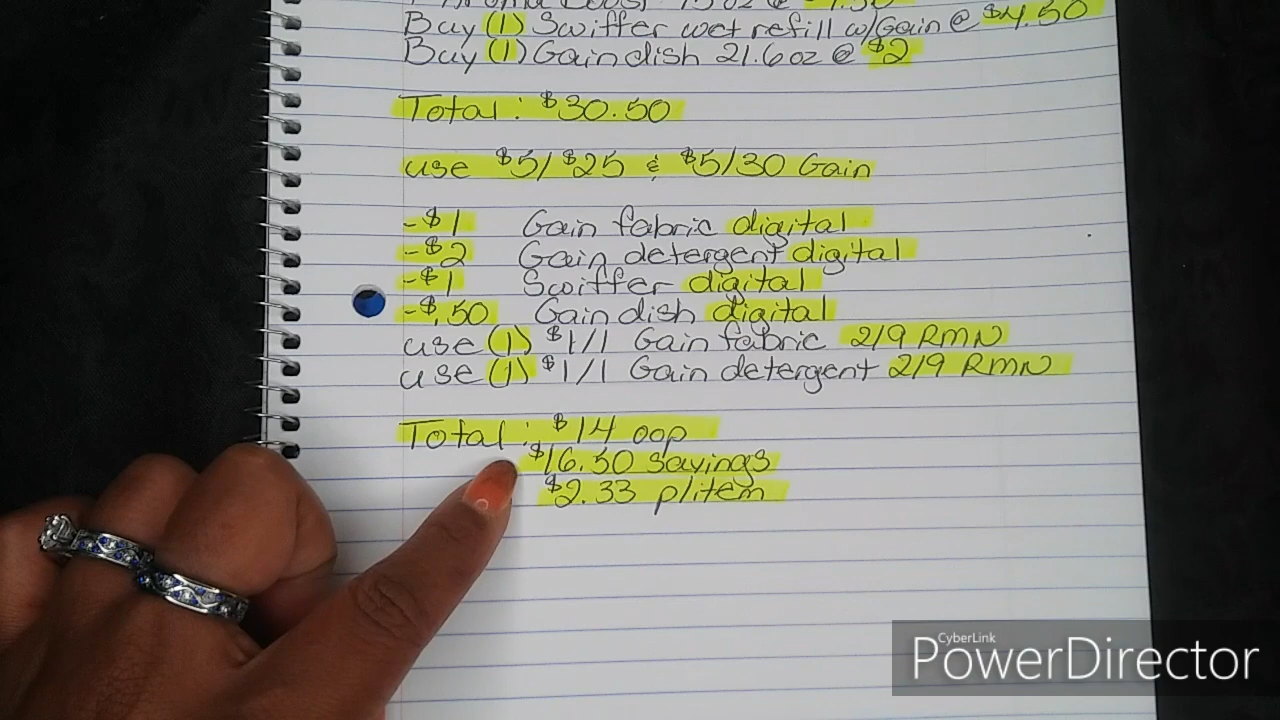 Buy (1) Swiffer wet refill w/Gain @ $4.50
Buy (1) Gain dish 21.6oz @ $2
Total: $30.50
use $5/$25 & $5/30 Gain
-$1 Gain fabric digital
-$2 Gain detergent digital
-$1 Swiffer digital
-$.50 Gain dish digital
use (1) $1/1 Gain fabric 2/9 RMN
use (1) $1/1 Gain detergent 2/9 RMN
Total: $14 oop
$16.50 savings
$2.33 p/item
CyberLink
PowerDirector